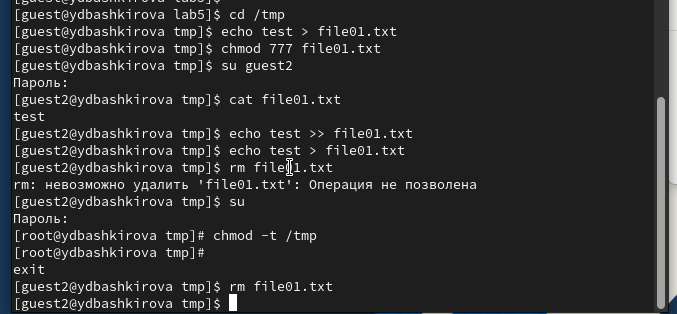 [guest@ydbashkirova lab5]$ cd /tmp
[guest@ydbashkirova tmp]$ echo test > file01.txt
[guest@ydbashkirova tmp]$ chmod 777 file01.txt
[guest@ydbashkirova tmp]$ su guest2
Пароль:
[guest2@ydbashkirova tmp]$ cat file01.txt
test
[guest2@ydbashkirova tmp]$ echo test >> file01.txt
[guest2@ydbashkirova tmp]$ echo test > file01.txt
[guest2@ydbashkirova tmp]$ rm file01.txt
rm: невозможно удалить 'file01.txt': Операция не позволена
[guest2@ydbashkirova tmp]$ su
Пароль:
[root@ydbashkirova tmp]# chmod -t /tmp
[root@ydbashkirova tmp]#
exit
[guest2@ydbashkirova tmp]$ rm file01.txt
[guest2@ydbashkirova tmp]$